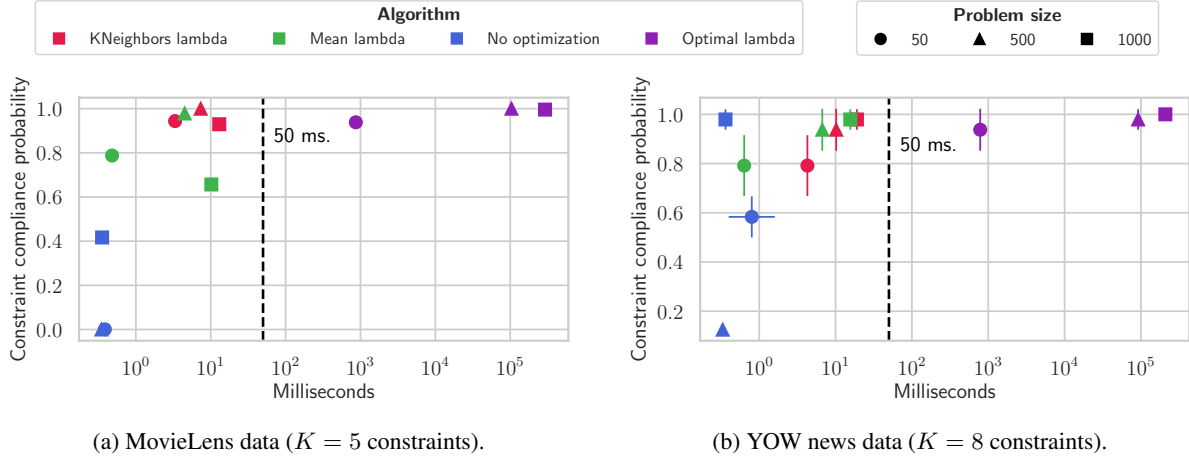 Algorithm
KNeighbors lambda
Mean lambda
No optimization
Optimal lambda
Problem size
50
500
1000
Constraint compliance probability
1.0
0.8
0.6
0.4
0.2
0.0
50 ms.
10^0
10^1
10^2
10^3
10^4
10^5
Milliseconds
(a) MovieLens data (K = 5 constraints).
Constraint compliance probability
1.0
0.8
0.6
0.4
0.2
50 ms.
10^0
10^1
10^2
10^3
10^4
10^5
Milliseconds
(b) YOW news data (K = 8 constraints).